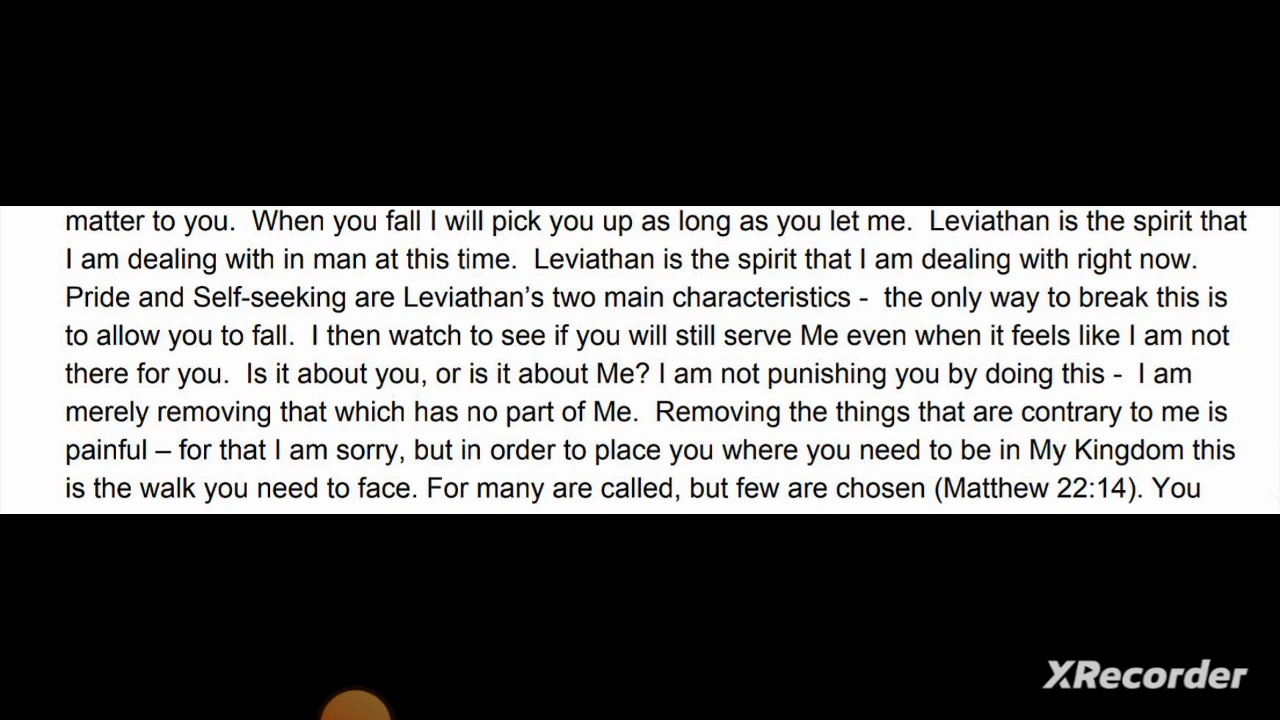 matter to you.  When you fall I will pick you up as long as you let me.  Leviathan is the spirit that
I am dealing with in man at this time.  Leviathan is the spirit that I am dealing with right now.
Pride and Self-seeking are Leviathan's two main characteristics -  the only way to break this is
to allow you to fall.  I then watch to see if you will still serve Me even when it feels like I am not
there for you.  Is it about you, or is it about Me? I am not punishing you by doing this -  I am
merely removing that which has no part of Me.  Removing the things that are contrary to me is
painful – for that I am sorry, but in order to place you where you need to be in My Kingdom this
is the walk you need to face. For many are called, but few are chosen (Matthew 22:14). You
XRecorder